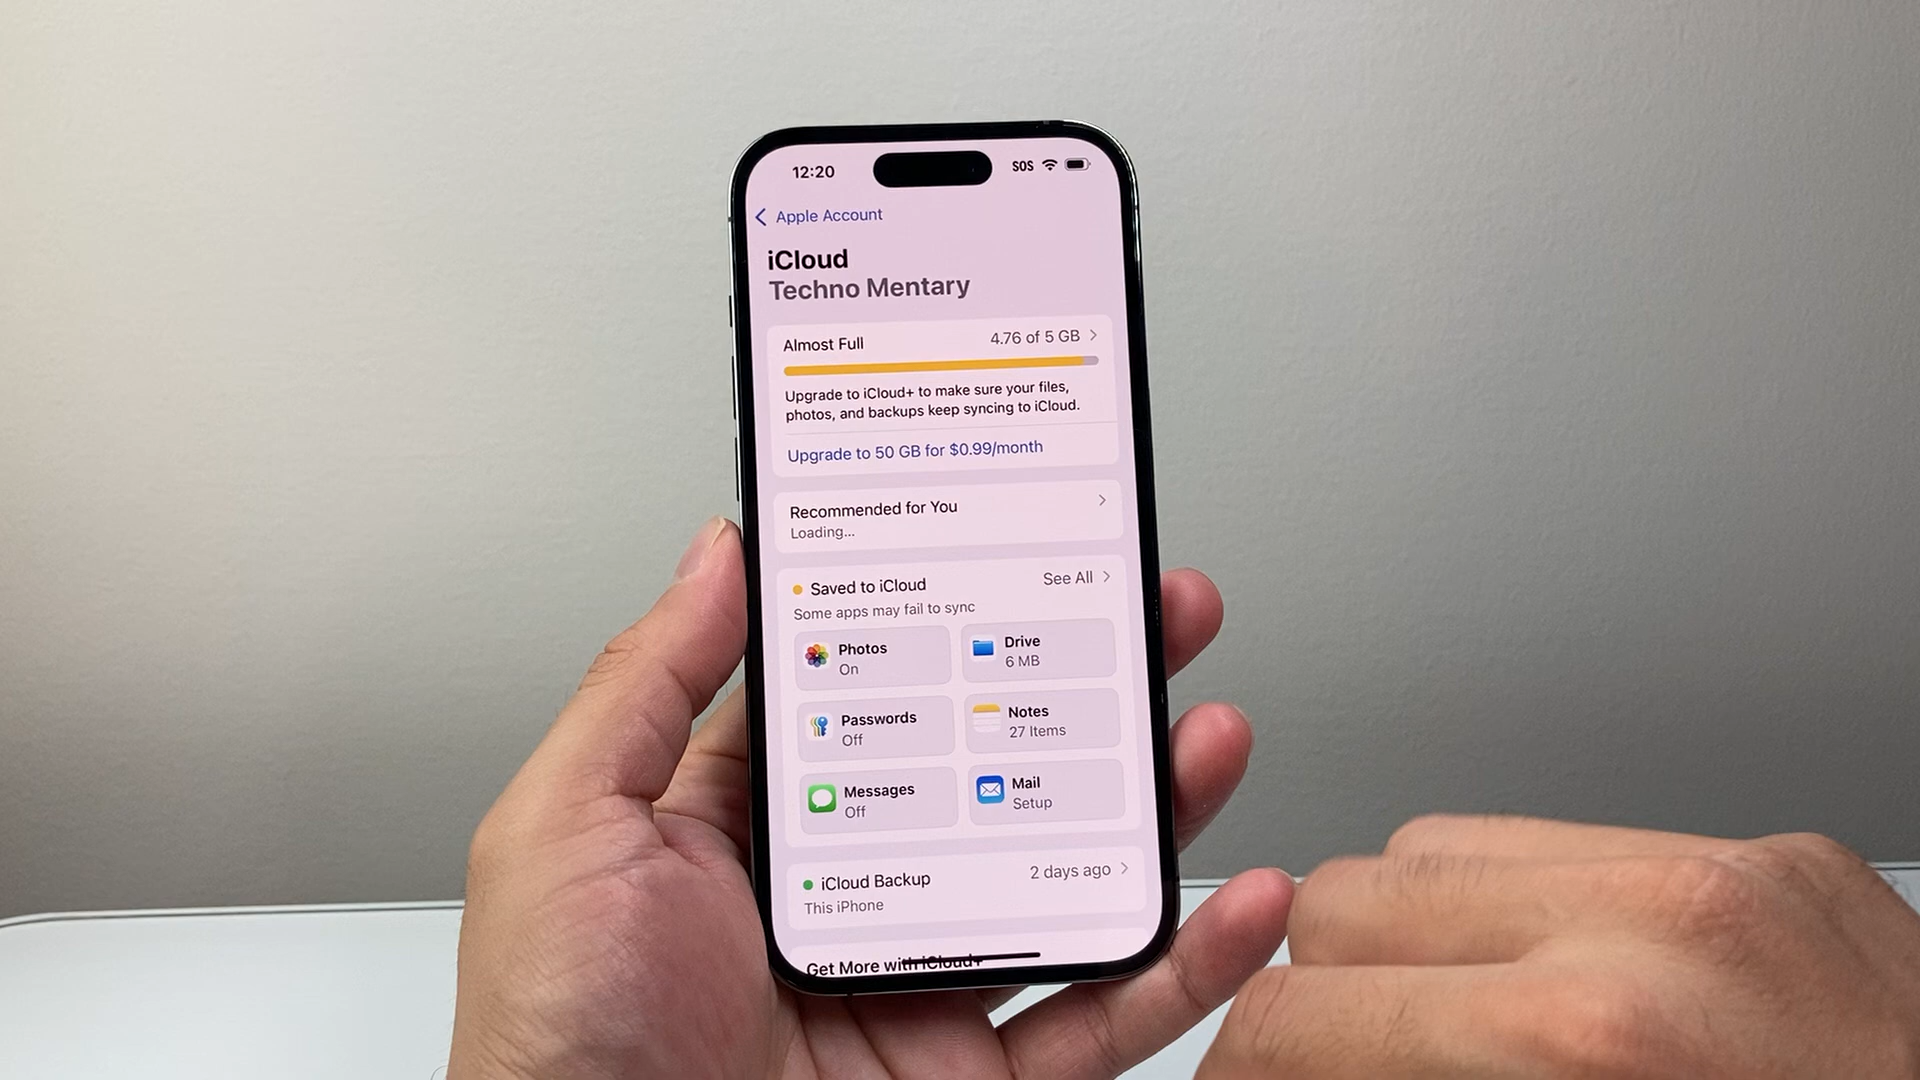 12:20
SOS
Apple Account
iCloud
Techno Mentary
Almost Full 4.76 of 5 GB
Upgrade to iCloud+ to make sure your files,
photos, and backups keep syncing to iCloud.
Upgrade to 50 GB for $0.99/month
Recommended for You
Loading...
Saved to iCloud See All
Some apps may fail to sync
Photos
On
Drive
6 MB
Passwords
Off
Notes
27 Items
Messages
Off
Mail
Setup
iCloud Backup 2 days ago
This iPhone
Get More with iCloud+